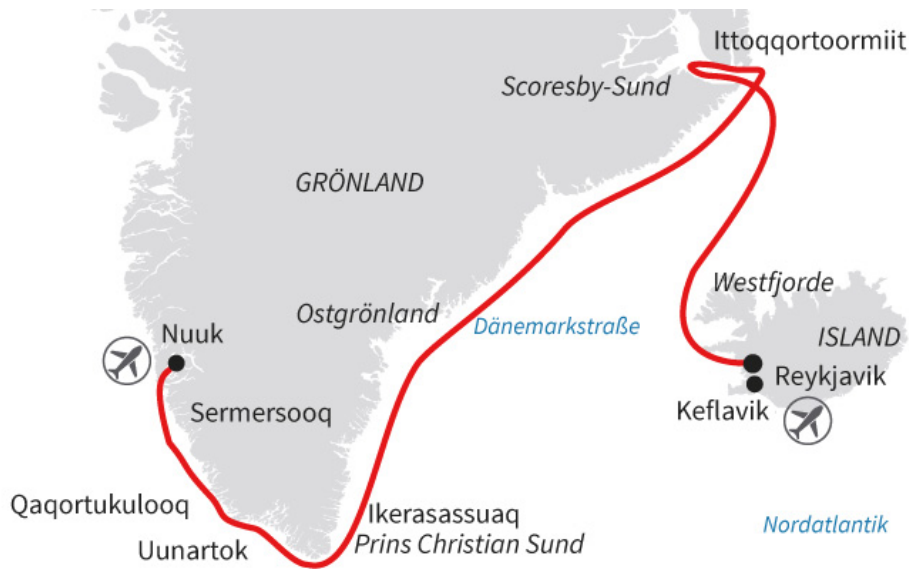 Ittoqqortoormiit
Scoresby-Sund
GRÖNLAND
Westfjorde
Ostgrönland
Dänemarkstraße
ISLAND
Nuuk
Reykjavik
Keflavik
Sermersooq
Qaqortukulooq
Ikerasassuaq
Prins Christian Sund
Uunartok
Nordatlantik